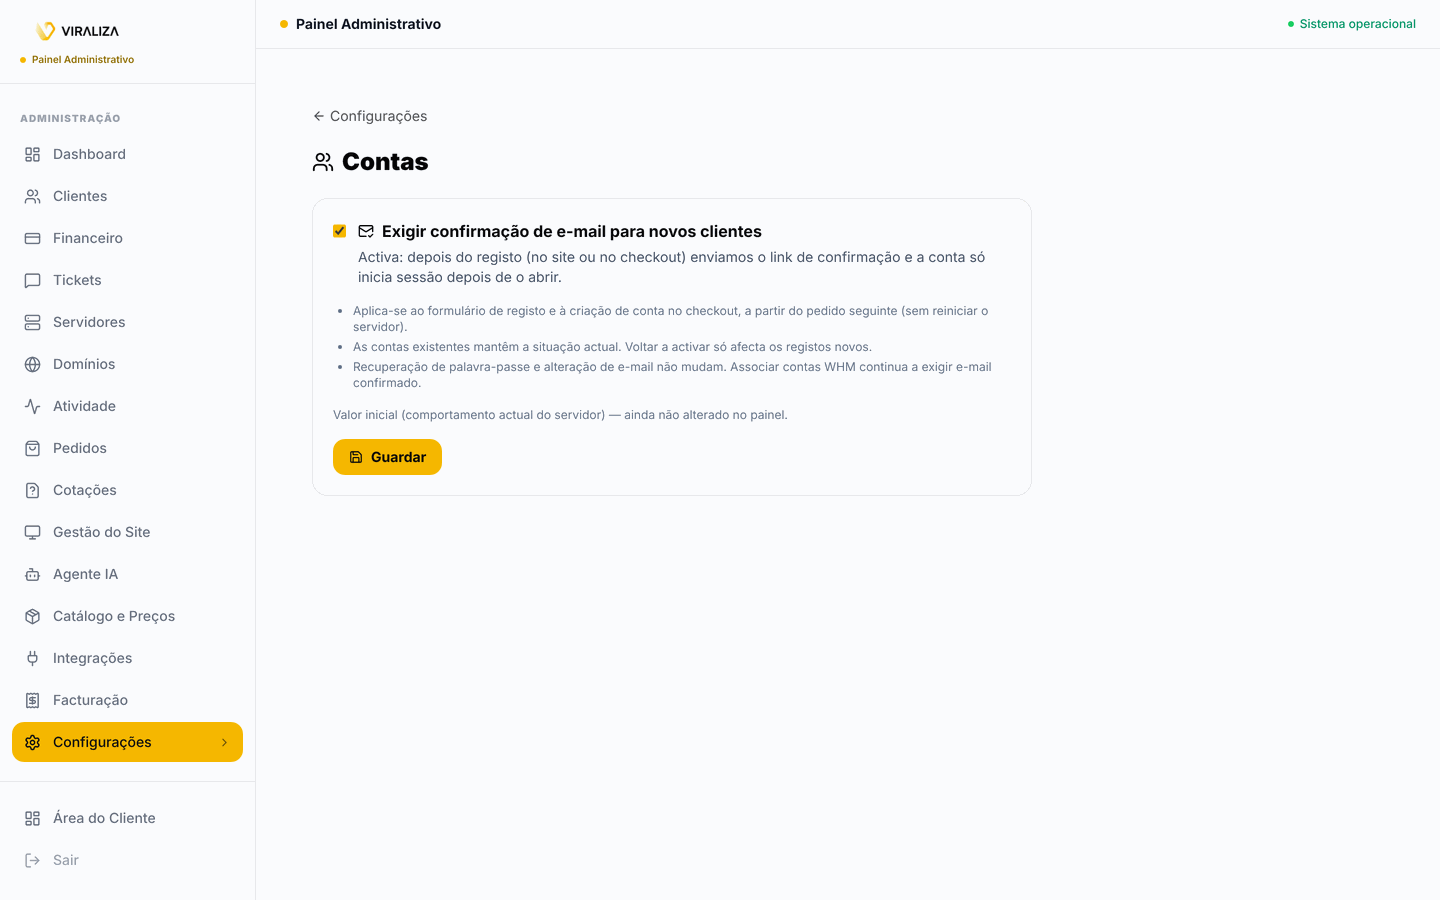 VIRALIZA
Painel Administrativo
ADMINISTRAÇÃO
Dashboard
Clientes
Financeiro
Tickets
Servidores
Domínios
Atividade
Pedidos
Cotações
Gestão do Site
Agente IA
Catálogo e Preços
Integrações
Facturação
Configurações
Área do Cliente
Sair
Painel Administrativo
Sistema operacional
Configurações
Contas
Exigir confirmação de e-mail para novos clientes
Activa: depois do registo (no site ou no checkout) enviamos o link de confirmação e a conta só
inicia sessão depois de o abrir.
Aplica-se ao formulário de registo e à criação de conta no checkout, a partir do pedido seguinte (sem reiniciar o
servidor).
As contas existentes mantêm a situação actual. Voltar a activar só afecta os registos novos.
Recuperação de palavra-passe e alteração de e-mail não mudam. Associar contas WHM continua a exigir e-mail
confirmado.
Valor inicial (comportamento actual do servidor) — ainda não alterado no painel.
Guardar